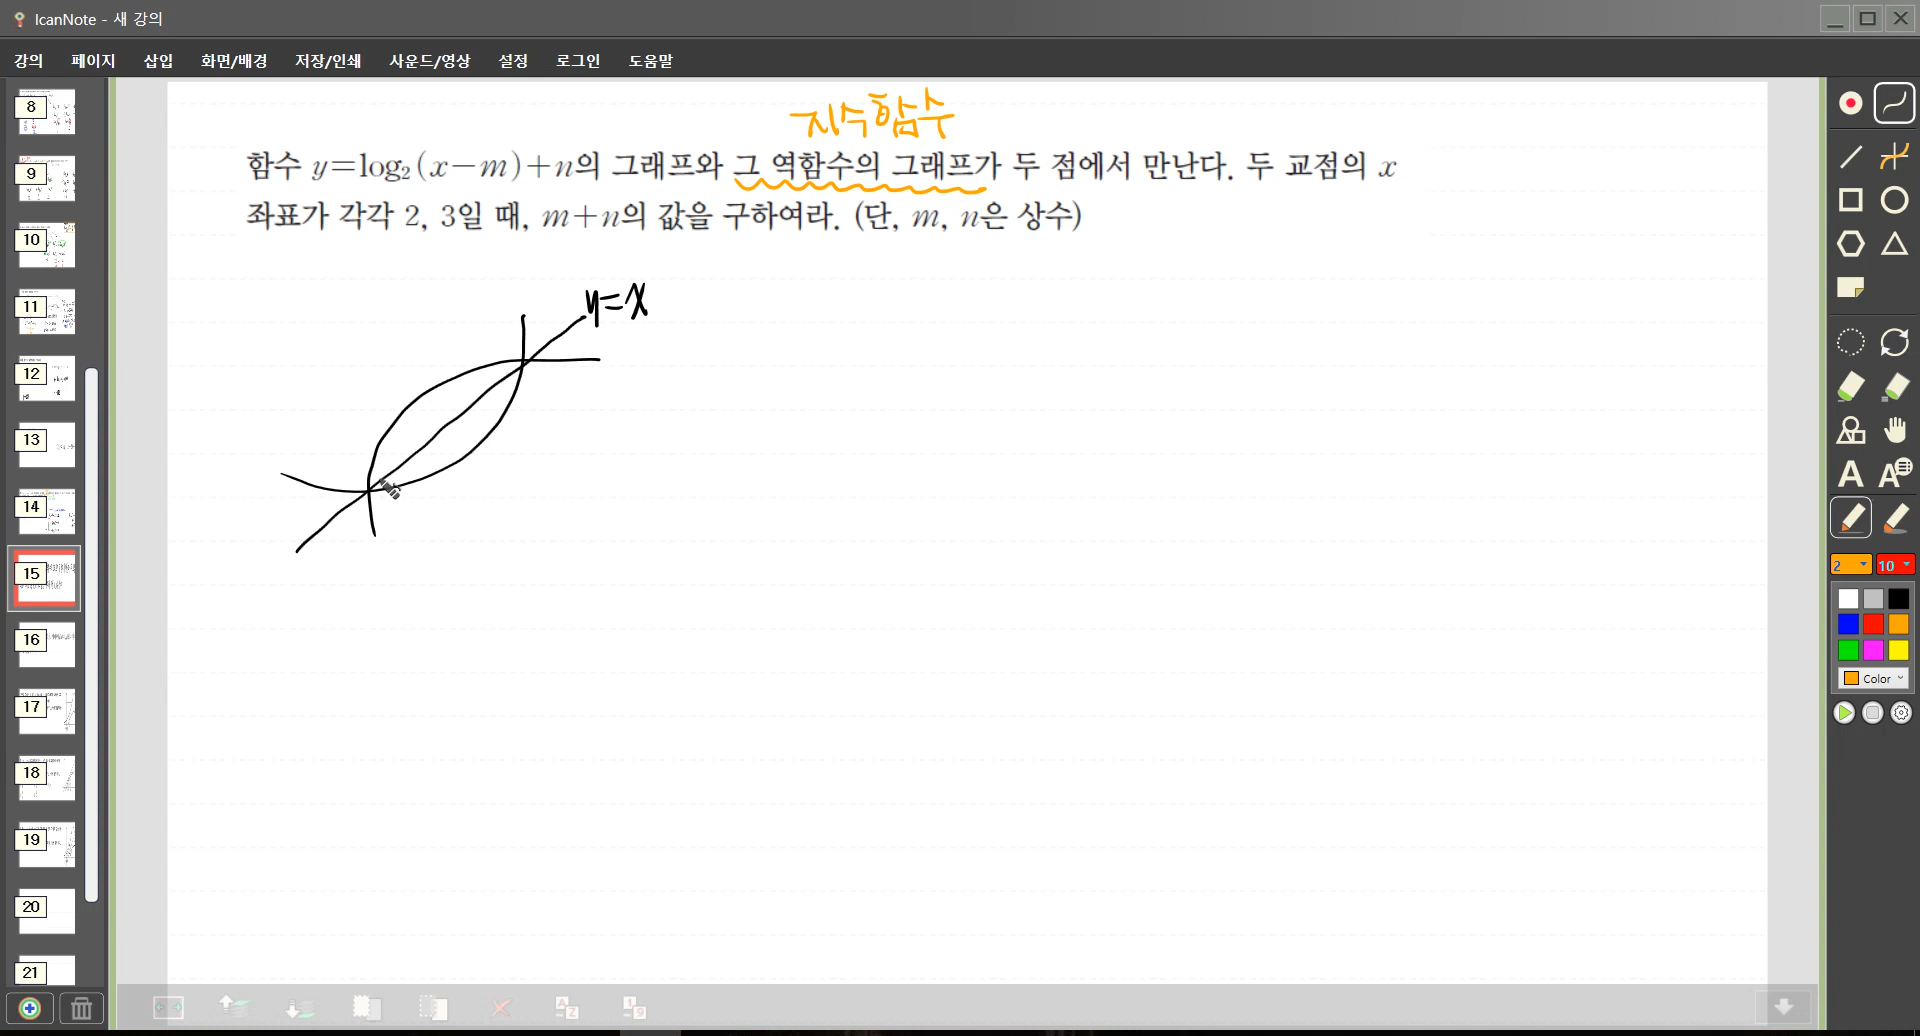 IcanNote - 새 강의
강의 페이지 삽입 화면/배경 저장/인쇄 사운드/영상 설정 로그인 도움말
8
9
10
11
12
13
14
15
16
17
18
19
20
21
지수함수
함수 y=log₂(x-m)+n의 그래프와 그 역함수의 그래프가 두 점에서 만난다. 두 교점의 x
좌표가 각각 2, 3일 때, m+n의 값을 구하여라. (단, m, n은 상수)
y=x
A A
2 10
Color
A Z
1 9